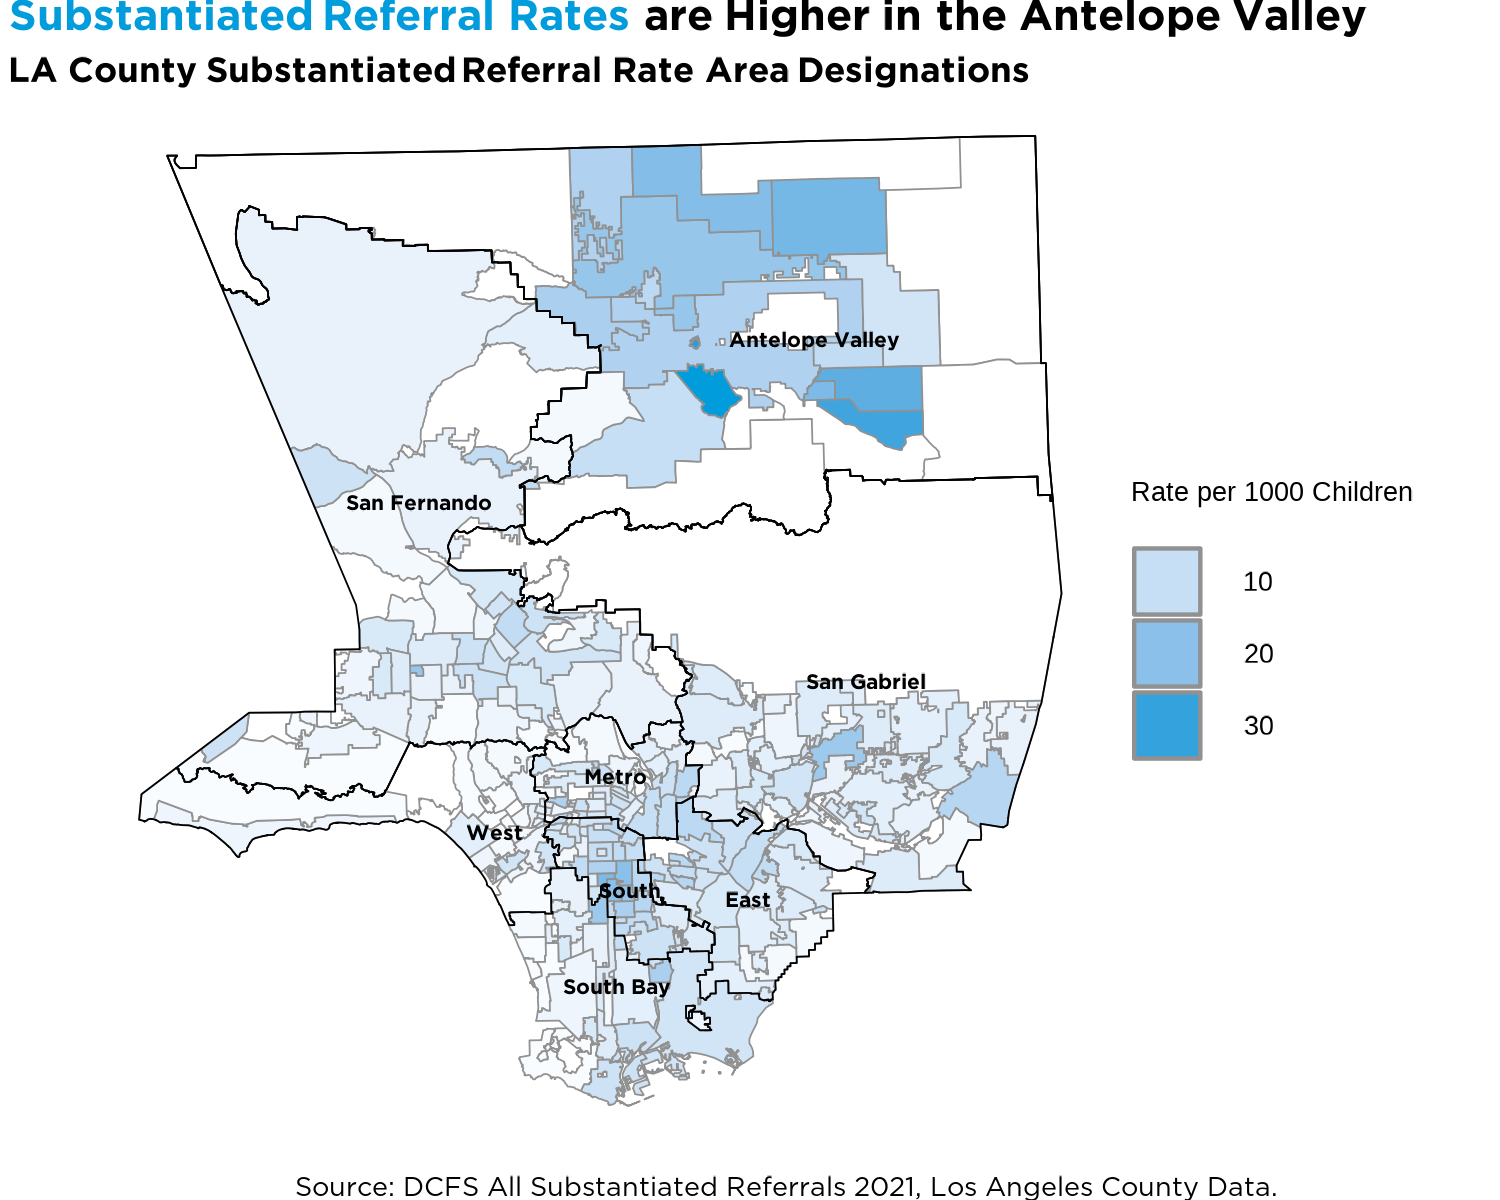 Substantiated Referral Rates are Higher in the Antelope Valley
LA County Substantiated Referral Rate Area Designations
Antelope Valley
Rate per 1000 Children
San Fernando
10
20
San Gabriel
30
Metro
West
South
East
South Bay
Source: DCFS All Substantiated Referrals 2021, Los Angeles County Data.